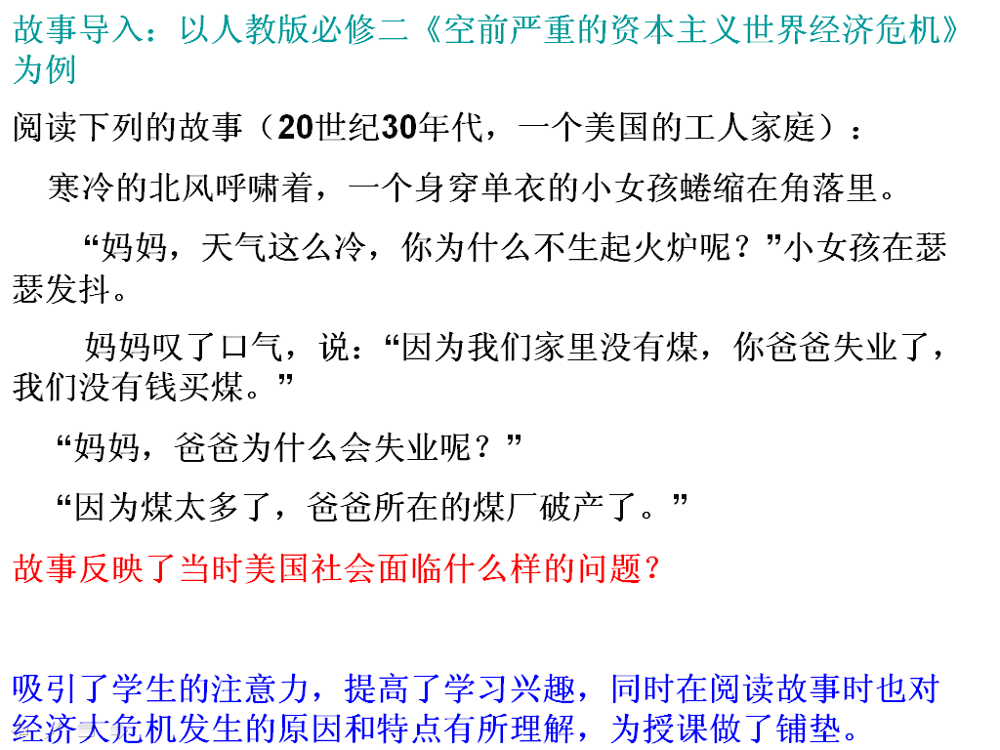 故事导入：以人教版必修二《空前严重的资本主义世界经济危机》
为例
阅读下列的故事（20世纪30年代，一个美国的工人家庭）：
寒冷的北风呼啸着，一个身穿单衣的小女孩蜷缩在角落里。
“妈妈，天气这么冷，你为什么不生起火炉呢？”小女孩在瑟
瑟发抖。
妈妈叹了口气，说：“因为我们家里没有煤，你爸爸失业了，
我们没有钱买煤。”
“妈妈，爸爸为什么会失业呢？”
“因为煤太多了，爸爸所在的煤厂破产了。”
故事反映了当时美国社会面临什么样的问题？
吸引了学生的注意力，提高了学习兴趣，同时在阅读故事时也对
经济大危机发生的原因和特点有所理解，为授课做了铺垫。